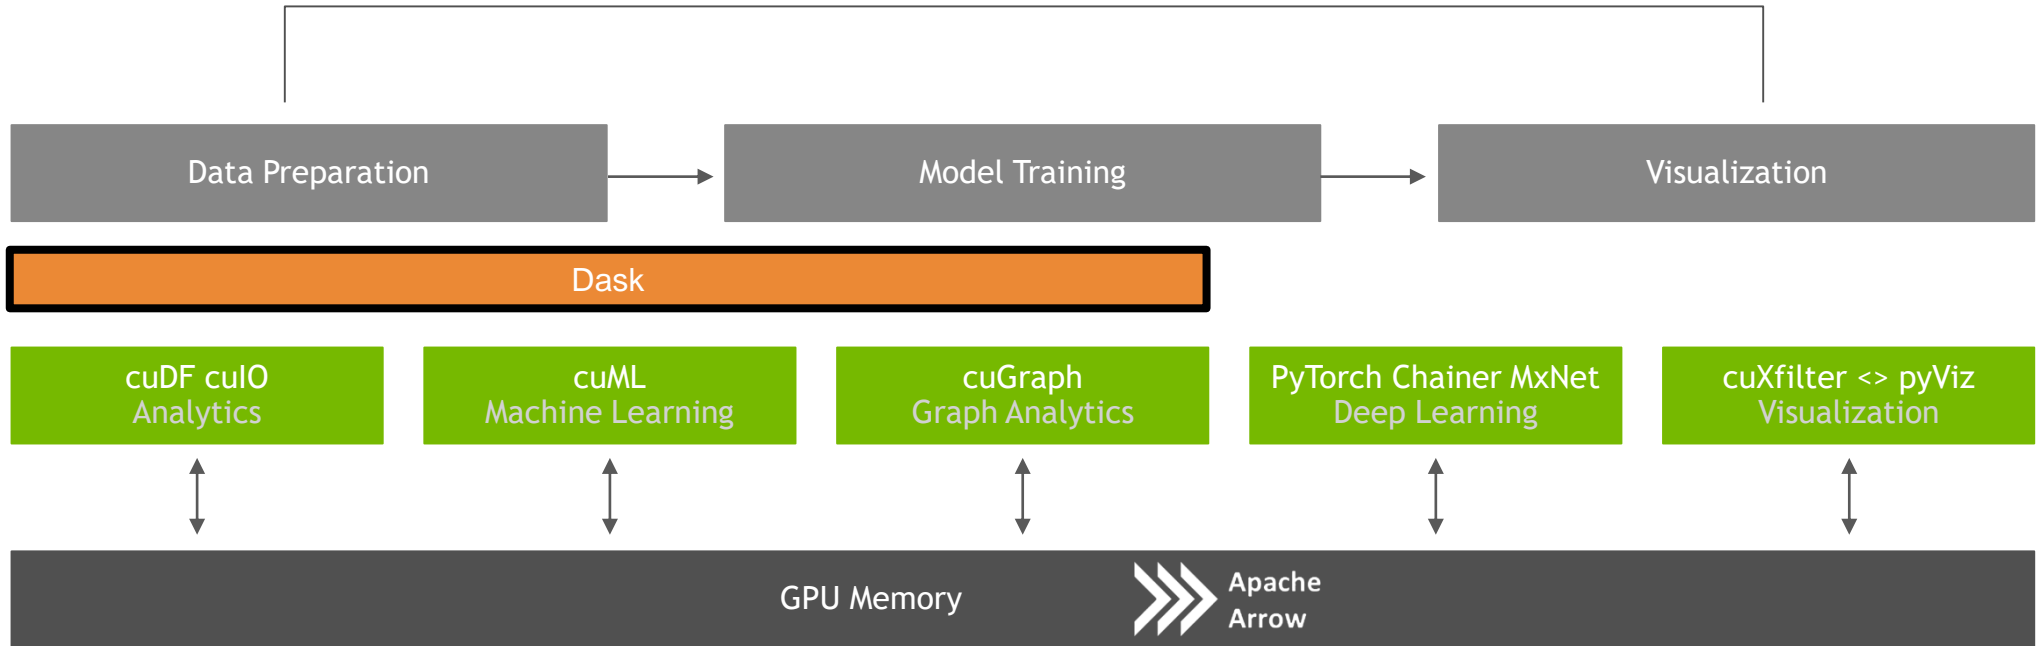 Data Preparation
Model Training
Visualization
Dask
cuDF cuIO
Analytics
cuML
Machine Learning
cuGraph
Graph Analytics
PyTorch Chainer MxNet
Deep Learning
cuXfilter <> pyViz
Visualization
GPU Memory
Apache
Arrow